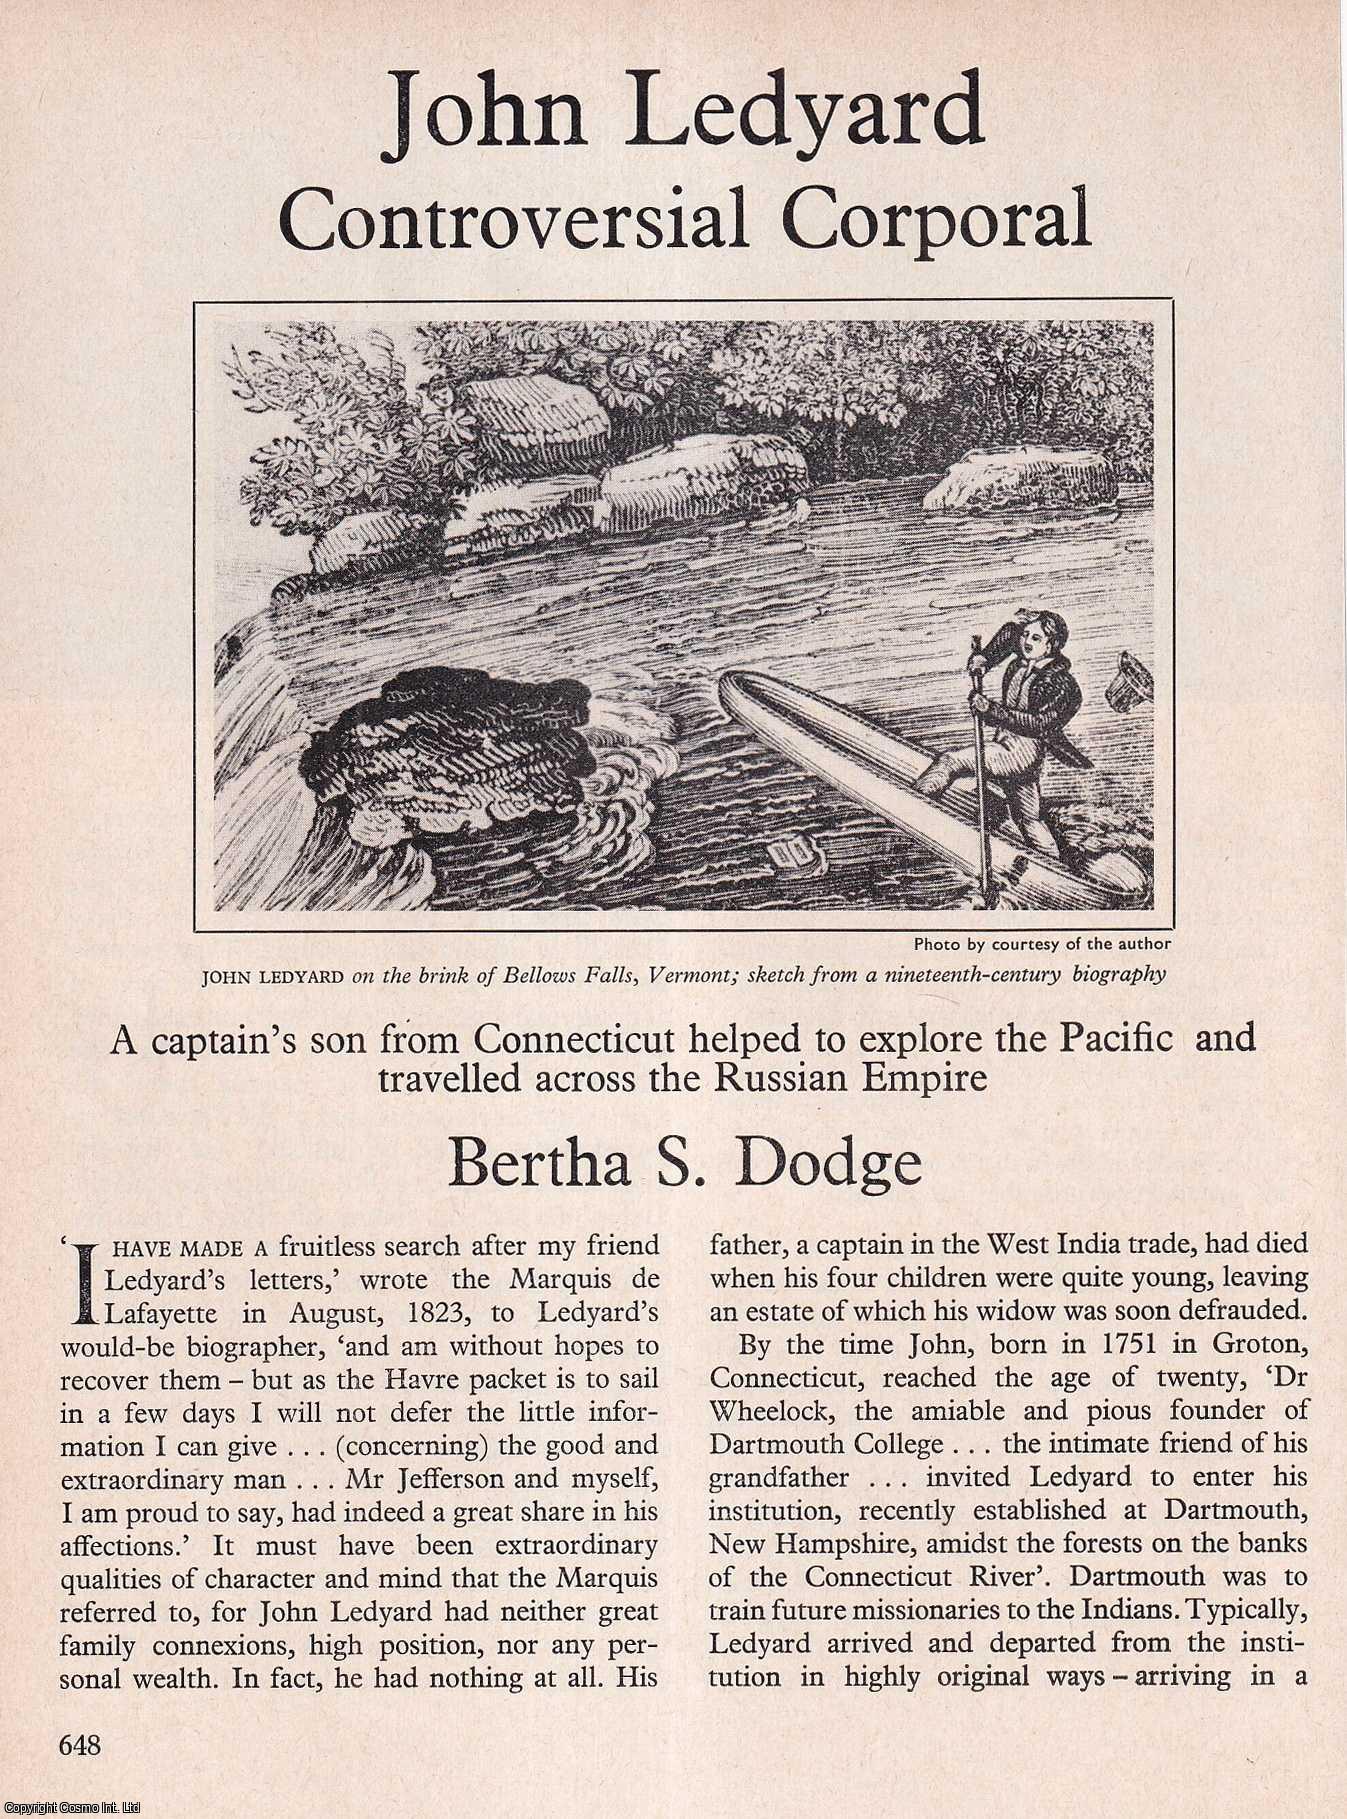 John Ledyard
Controversial Corporal
Photo by courtesy of the author
JOHN LEDYARD on the brink of Bellows Falls, Vermont; sketch from a nineteenth-century biography
A captain's son from Connecticut helped to explore the Pacific and
travelled across the Russian Empire
Bertha S. Dodge
'I HAVE MADE A fruitless search after my friend
Ledyard's letters,' wrote the Marquis de
Lafayette in August, 1823, to Ledyard's
would-be biographer, 'and am without hopes to
recover them – but as the Havre packet is to sail
in a few days I will not defer the little infor-
mation I can give . . . (concerning) the good and
extraordinary man . . . Mr Jefferson and myself,
I am proud to say, had indeed a great share in his
affections.' It must have been extraordinary
qualities of character and mind that the Marquis
referred to, for John Ledyard had neither great
family connexions, high position, nor any per-
sonal wealth. In fact, he had nothing at all. His
father, a captain in the West India trade, had died
when his four children were quite young, leaving
an estate of which his widow was soon defrauded.
By the time John, born in 1751 in Groton,
Connecticut, reached the age of twenty, 'Dr
Wheelock, the amiable and pious founder of
Dartmouth College . . . the intimate friend of his
grandfather . . . invited Ledyard to enter his
institution, recently established at Dartmouth,
New Hampshire, amidst the forests on the banks
of the Connecticut River'. Dartmouth was to
train future missionaries to the Indians. Typically,
Ledyard arrived and departed from the insti-
tution in highly original ways – arriving in a
648
Copyright Cosmo Int. Ltd